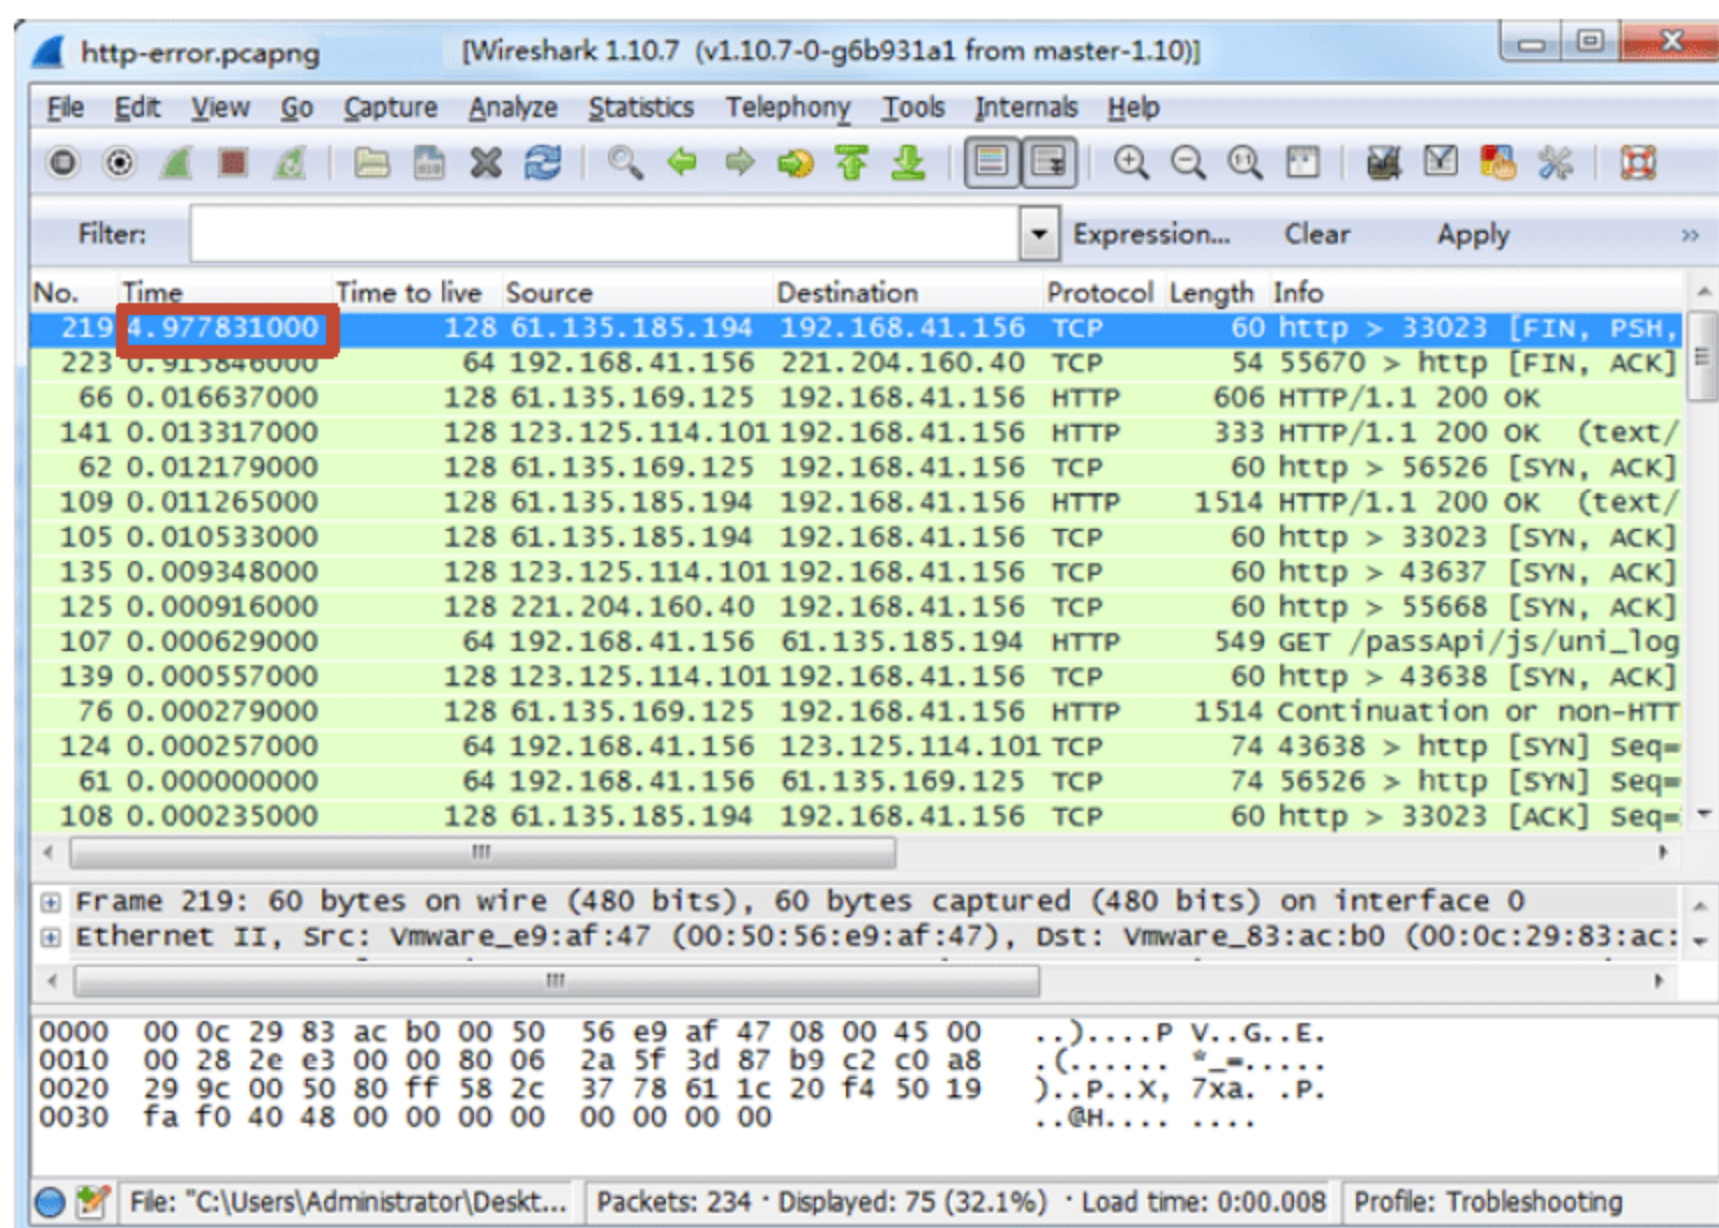 http-error.pcapng [Wireshark 1.10.7 (v1.10.7-0-g6b931a1 from master-1.10)]
File Edit View Go Capture Analyze Statistics Telephony Tools Internals Help
Filter: Expression... Clear Apply »
No. Time Time to live Source Destination Protocol Length Info
219 4.977831000 128 61.135.185.194 192.168.41.156 TCP 60 http > 33023 [FIN, PSH,
223 0.915846000 64 192.168.41.156 221.204.160.40 TCP 54 55670 > http [FIN, ACK]
66 0.016637000 128 61.135.169.125 192.168.41.156 HTTP 606 HTTP/1.1 200 OK
141 0.013317000 128 123.125.114.101 192.168.41.156 HTTP 333 HTTP/1.1 200 OK (text/
62 0.012179000 128 61.135.169.125 192.168.41.156 TCP 60 http > 56526 [SYN, ACK]
109 0.011265000 128 61.135.185.194 192.168.41.156 HTTP 1514 HTTP/1.1 200 OK (text/
105 0.010533000 128 61.135.185.194 192.168.41.156 TCP 60 http > 33023 [SYN, ACK]
135 0.009348000 128 123.125.114.101 192.168.41.156 TCP 60 http > 43637 [SYN, ACK]
125 0.000916000 128 221.204.160.40 192.168.41.156 TCP 60 http > 55668 [SYN, ACK]
107 0.000629000 64 192.168.41.156 61.135.185.194 HTTP 549 GET /passApi/js/uni_log
139 0.000557000 128 123.125.114.101 192.168.41.156 TCP 60 http > 43638 [SYN, ACK]
76 0.000279000 128 61.135.169.125 192.168.41.156 HTTP 1514 Continuation or non-HTT
124 0.000257000 64 192.168.41.156 123.125.114.101 TCP 74 43638 > http [SYN] Seq=
61 0.000000000 64 192.168.41.156 61.135.169.125 TCP 74 56526 > http [SYN] Seq=
108 0.000235000 128 61.135.185.194 192.168.41.156 TCP 60 http > 33023 [ACK] Seq=
Frame 219: 60 bytes on wire (480 bits), 60 bytes captured (480 bits) on interface 0
Ethernet II, Src: Vmware_e9:af:47 (00:50:56:e9:af:47), Dst: Vmware_83:ac:b0 (00:0c:29:83:ac:
0000 00 0c 29 83 ac b0 00 50 56 e9 af 47 08 00 45 00 ..)....P V..G..E.
0010 00 28 2e e3 00 00 80 06 2a 5f 3d 87 b9 c2 c0 a8 .(...... *_=.....
0020 29 9c 00 50 80 ff 58 2c 37 78 61 1c 20 f4 50 19 )..P..X, 7xa. .P.
0030 fa f0 40 48 00 00 00 00 00 00 00 00 ..@H.... ....
File: "C:\Users\Administrator\Deskt... Packets: 234 · Displayed: 75 (32.1%) · Load time: 0:00.008 Profile: Trobleshooting